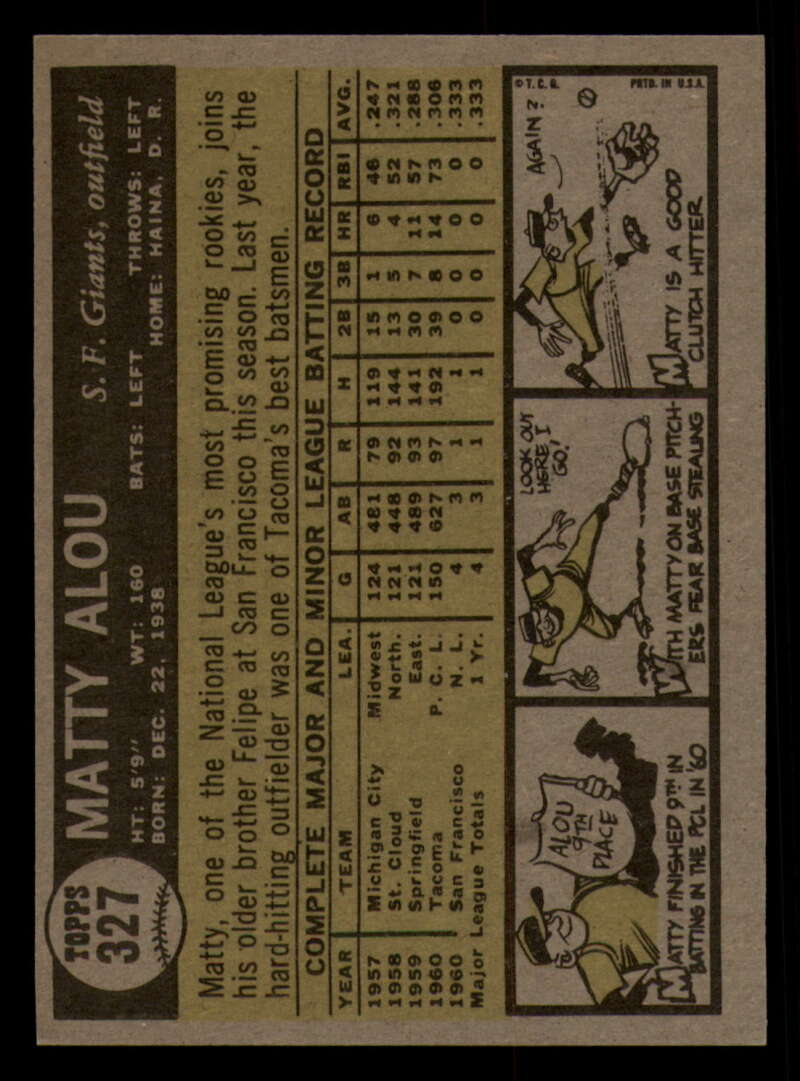 TOPPS
327
MATTY ALOU
S. F. Giants, outfield
HT: 5'9" WT: 160 BATS: LEFT THROWS: LEFT
BORN: DEC. 22, 1938 HOME: HAINA, D. R.
Matty, one of the National League's most promising rookies, joins
his older brother Felipe at San Francisco this season. Last year, the
hard-hitting outfielder was one of Tacoma's best batsmen.
COMPLETE MAJOR AND MINOR LEAGUE BATTING RECORD
YEAR TEAM LEA. G AB R H 2B 3B HR RBI AVG.
1957 Michigan City Midwest 124 481 79 119 15 1 6 46 .247
1958 St. Cloud North. 121 448 92 144 13 5 4 52 .321
1959 Springfield East. 121 489 93 141 30 7 11 57 .288
1960 Tacoma P. C. L. 150 627 97 192 39 8 14 73 .306
1960 San Francisco N. L. 4 3 1 1 0 0 0 0 .333
Major League Totals 1 Yr. 4 3 1 1 0 0 0 0 .333
ALOU
9TH
PLACE
MATTY FINISHED 9TH IN
BATTING IN THE PCL IN '60
LOOK OUT
HERE I
GO!
WITH MATTY ON BASE PITCH-
ERS FEAR BASE STEALING
© T. C. G. PRTD. IN U.S.A.
AGAIN?
MATTY IS A GOOD
CLUTCH HITTER